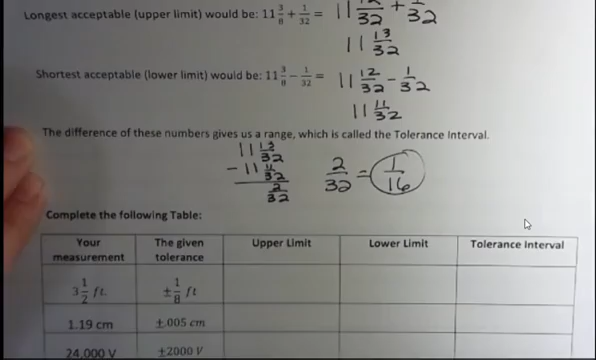 Longest acceptable (upper limit) would be: 11 3/8 + 1/32 = 11 12/32 + 1/32
11 13/32
Shortest acceptable (lower limit) would be: 11 3/8 − 1/32 = 11 12/32 − 1/32
11 11/32
The difference of these numbers gives us a range, which is called the Tolerance Interval.
11 13/32
− 11 11/32
2/32
2/32 = 1/16
Complete the following Table:
Your measurement | The given tolerance | Upper Limit | Lower Limit | Tolerance Interval
3 1/2 ft. | ± 1/8 ft
1.19 cm | ±.005 cm
24,000 V | ±2000 V